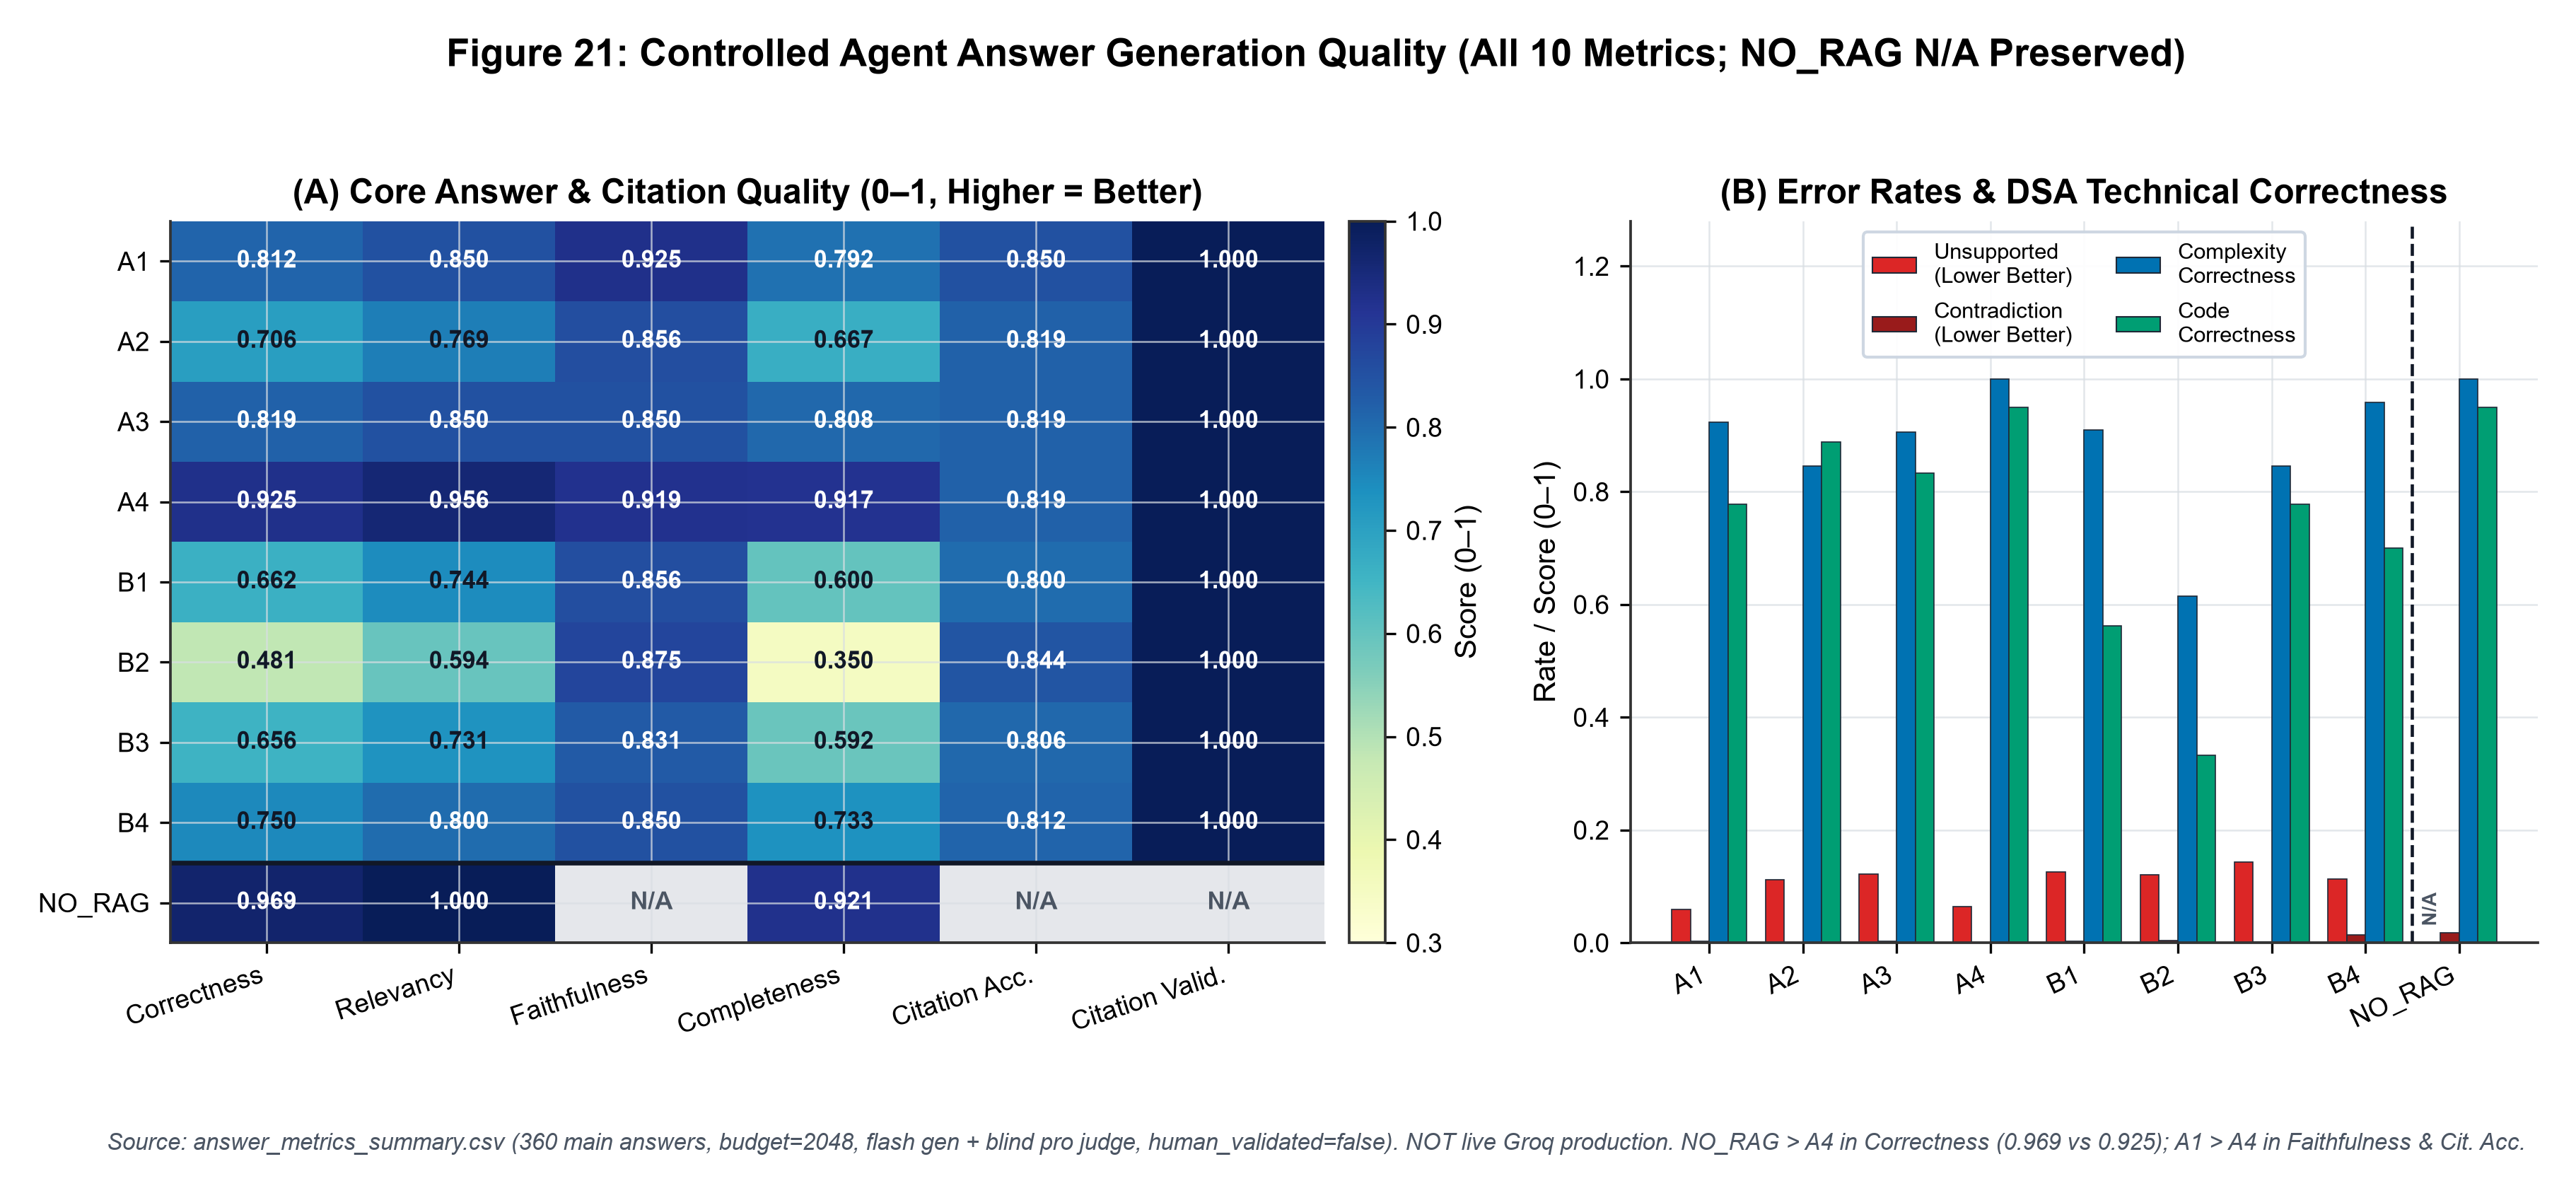 Figure 21: Controlled Agent Answer Generation Quality (All 10 Metrics; NO_RAG N/A Preserved)
(A) Core Answer & Citation Quality (0–1, Higher = Better)
A1 0.812 0.850 0.925 0.792 0.850 1.000
A2 0.706 0.769 0.856 0.667 0.819 1.000
A3 0.819 0.850 0.850 0.808 0.819 1.000
A4 0.925 0.956 0.919 0.917 0.819 1.000
B1 0.662 0.744 0.856 0.600 0.800 1.000
B2 0.481 0.594 0.875 0.350 0.844 1.000
B3 0.656 0.731 0.831 0.592 0.806 1.000
B4 0.750 0.800 0.850 0.733 0.812 1.000
NO_RAG 0.969 1.000 N/A 0.921 N/A N/A
Correctness Relevancy Faithfulness Completeness Citation Acc. Citation Valid.
1.0
0.9
0.8
0.7
0.6
0.5
0.4
0.3
Score (0–1)
(B) Error Rates & DSA Technical Correctness
Unsupported
(Lower Better)
Contradiction
(Lower Better)
Complexity
Correctness
Code
Correctness
Rate / Score (0–1)
1.2
1.0
0.8
0.6
0.4
0.2
0.0
N/A
A1 A2 A3 A4 B1 B2 B3 B4 NO_RAG
Source: answer_metrics_summary.csv (360 main answers, budget=2048, flash gen + blind pro judge, human_validated=false). NOT live Groq production. NO_RAG > A4 in Correctness (0.969 vs 0.925); A1 > A4 in Faithfulness & Cit. Acc.